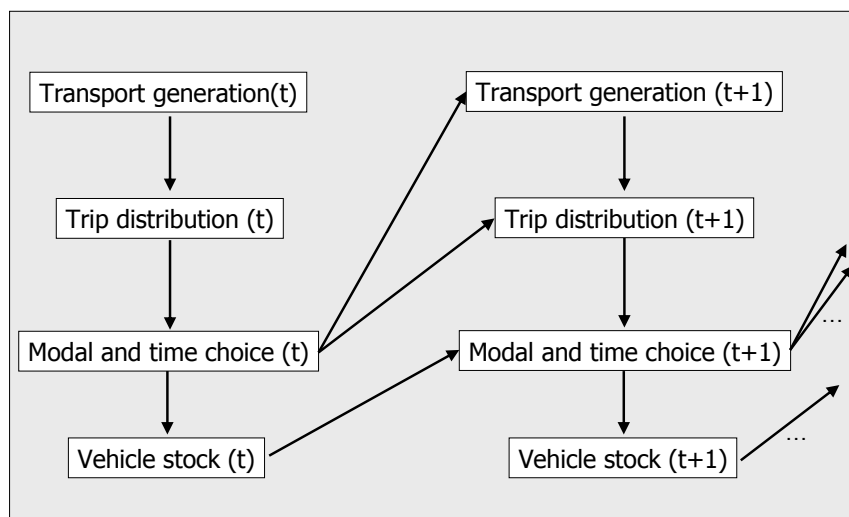 Transport generation(t)
Transport generation (t+1)
Trip distribution (t)
Trip distribution (t+1)
...
Modal and time choice (t)
Modal and time choice (t+1)
...
Vehicle stock (t)
Vehicle stock (t+1)